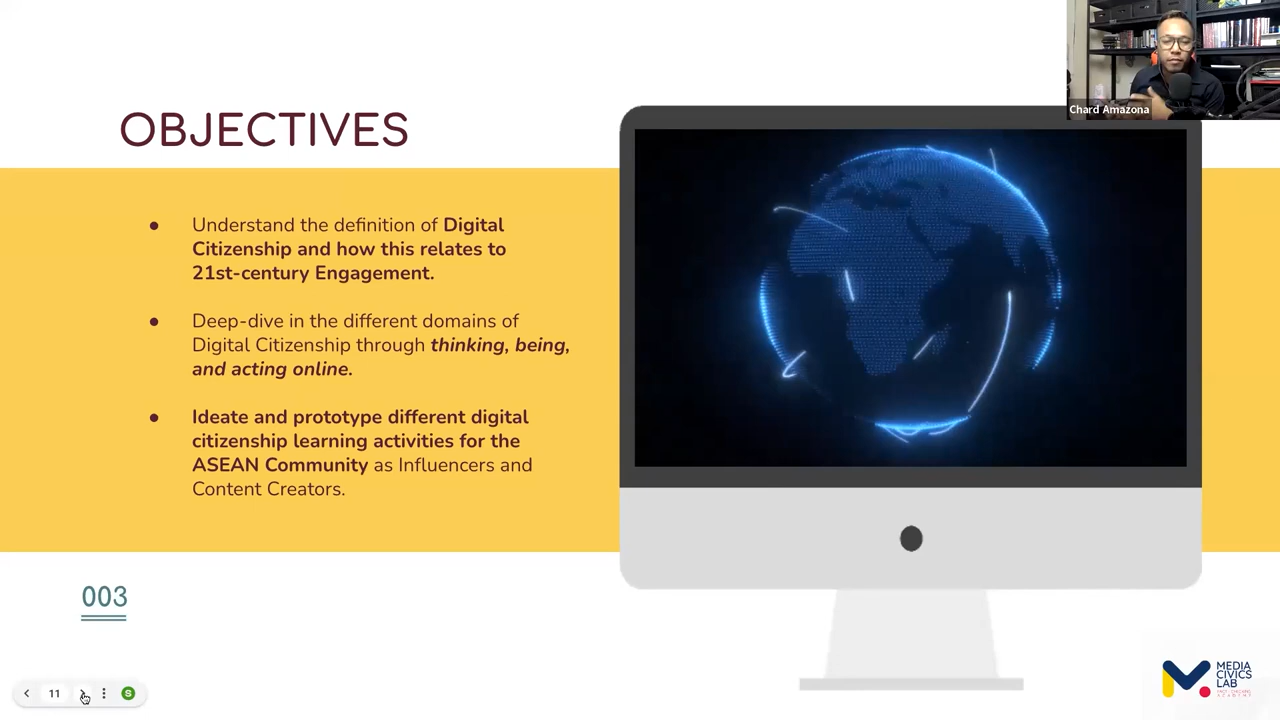 Chard Amazona
OBJECTIVES
● Understand the definition of Digital
Citizenship and how this relates to
21st-century Engagement.
● Deep-dive in the different domains of
Digital Citizenship through thinking, being,
and acting online.
● Ideate and prototype different digital
citizenship learning activities for the
ASEAN Community as Influencers and
Content Creators.
003
11
S
MEDIA
CIVICS
LAB